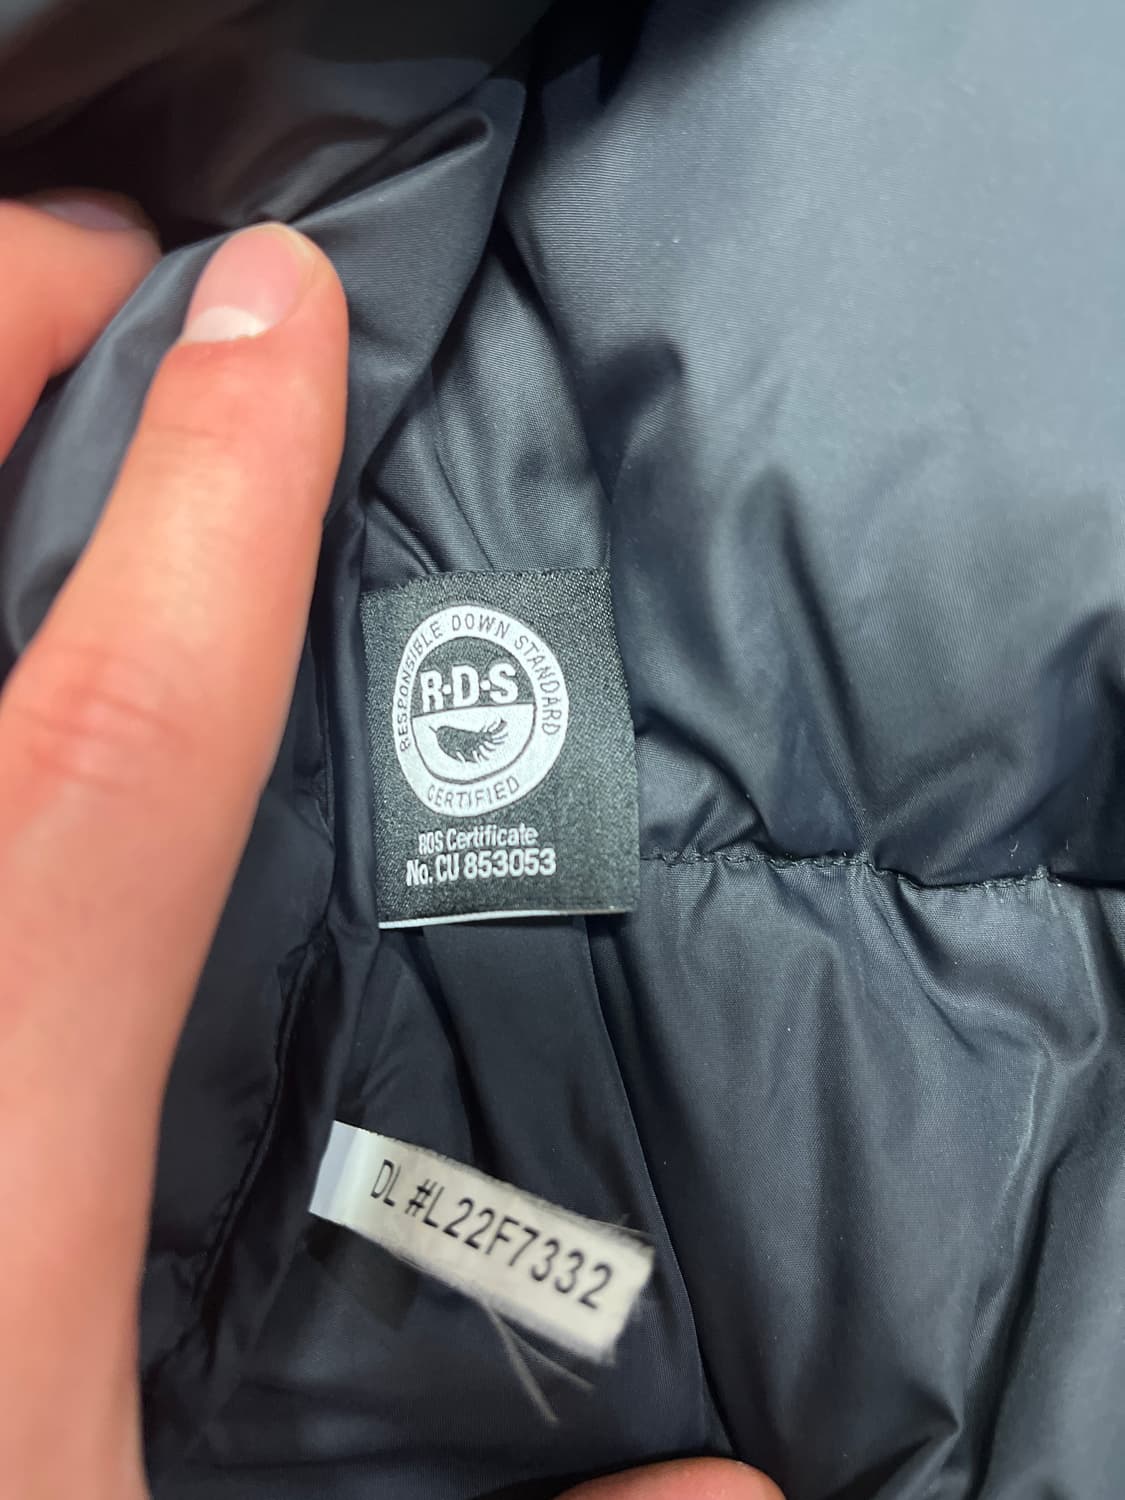 RESPONSIBLE DOWN STANDARD
R·D·S
CERTIFIED
RDS Certificate
No. CU 853053
DL #L22F7332